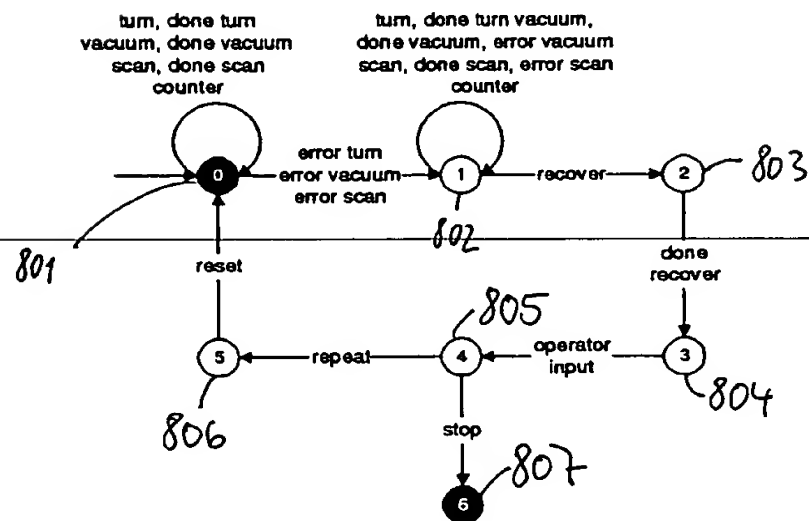 turn, done turn
vacuum, done vacuum
scan, done scan
counter
turn, done turn vacuum,
done vacuum, error vacuum
scan, done scan, error scan
counter
0
error turn
error vacuum
error scan
1
recover
2
803
801
802
reset
done
recover
5
repeat
4
805
operator
input
3
804
806
stop
807
6